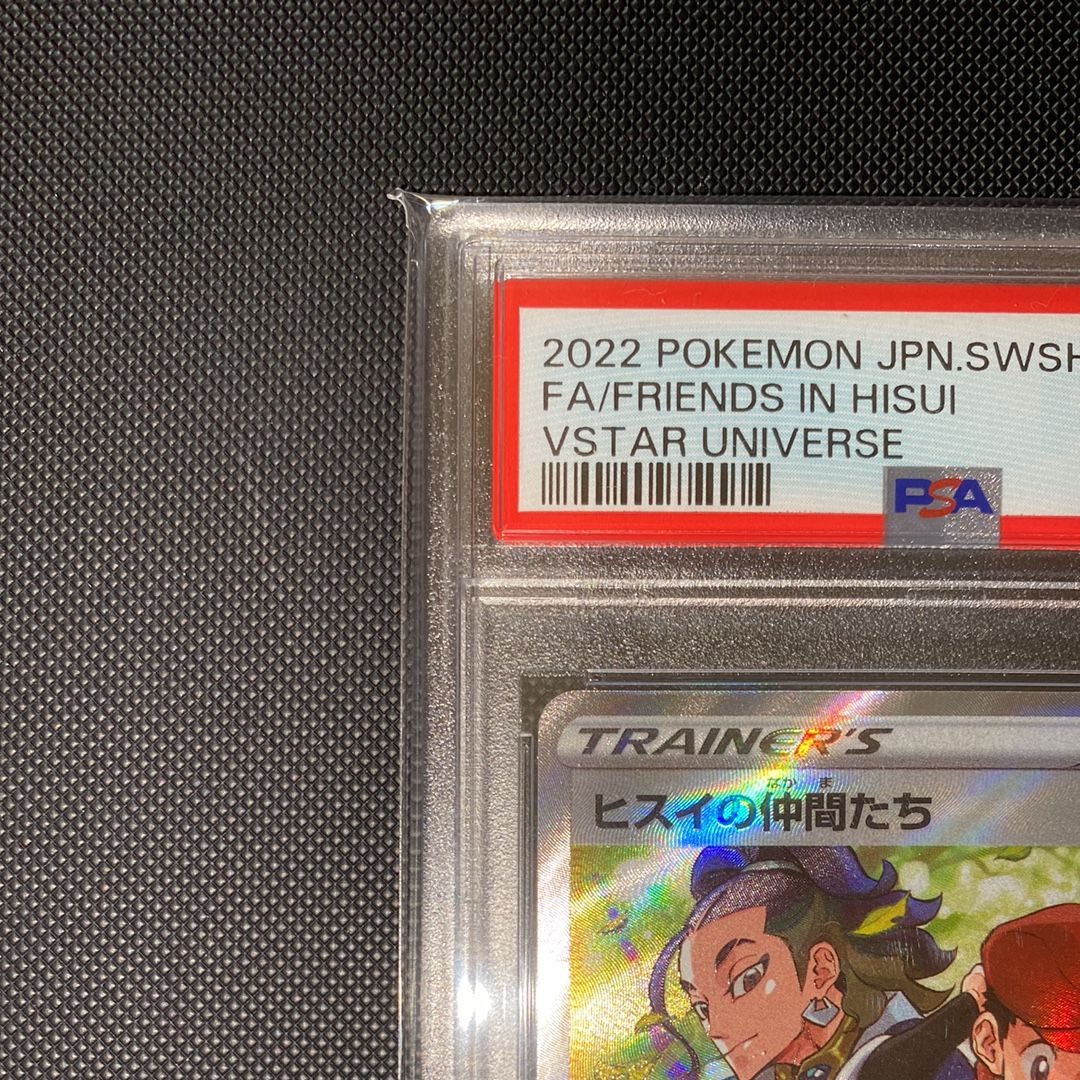 2022 POKEMON JPN.SWSH
FA/FRIENDS IN HISUI
VSTAR UNIVERSE
PSA
TRAINER'S
なかま
ヒスイの仲間たち